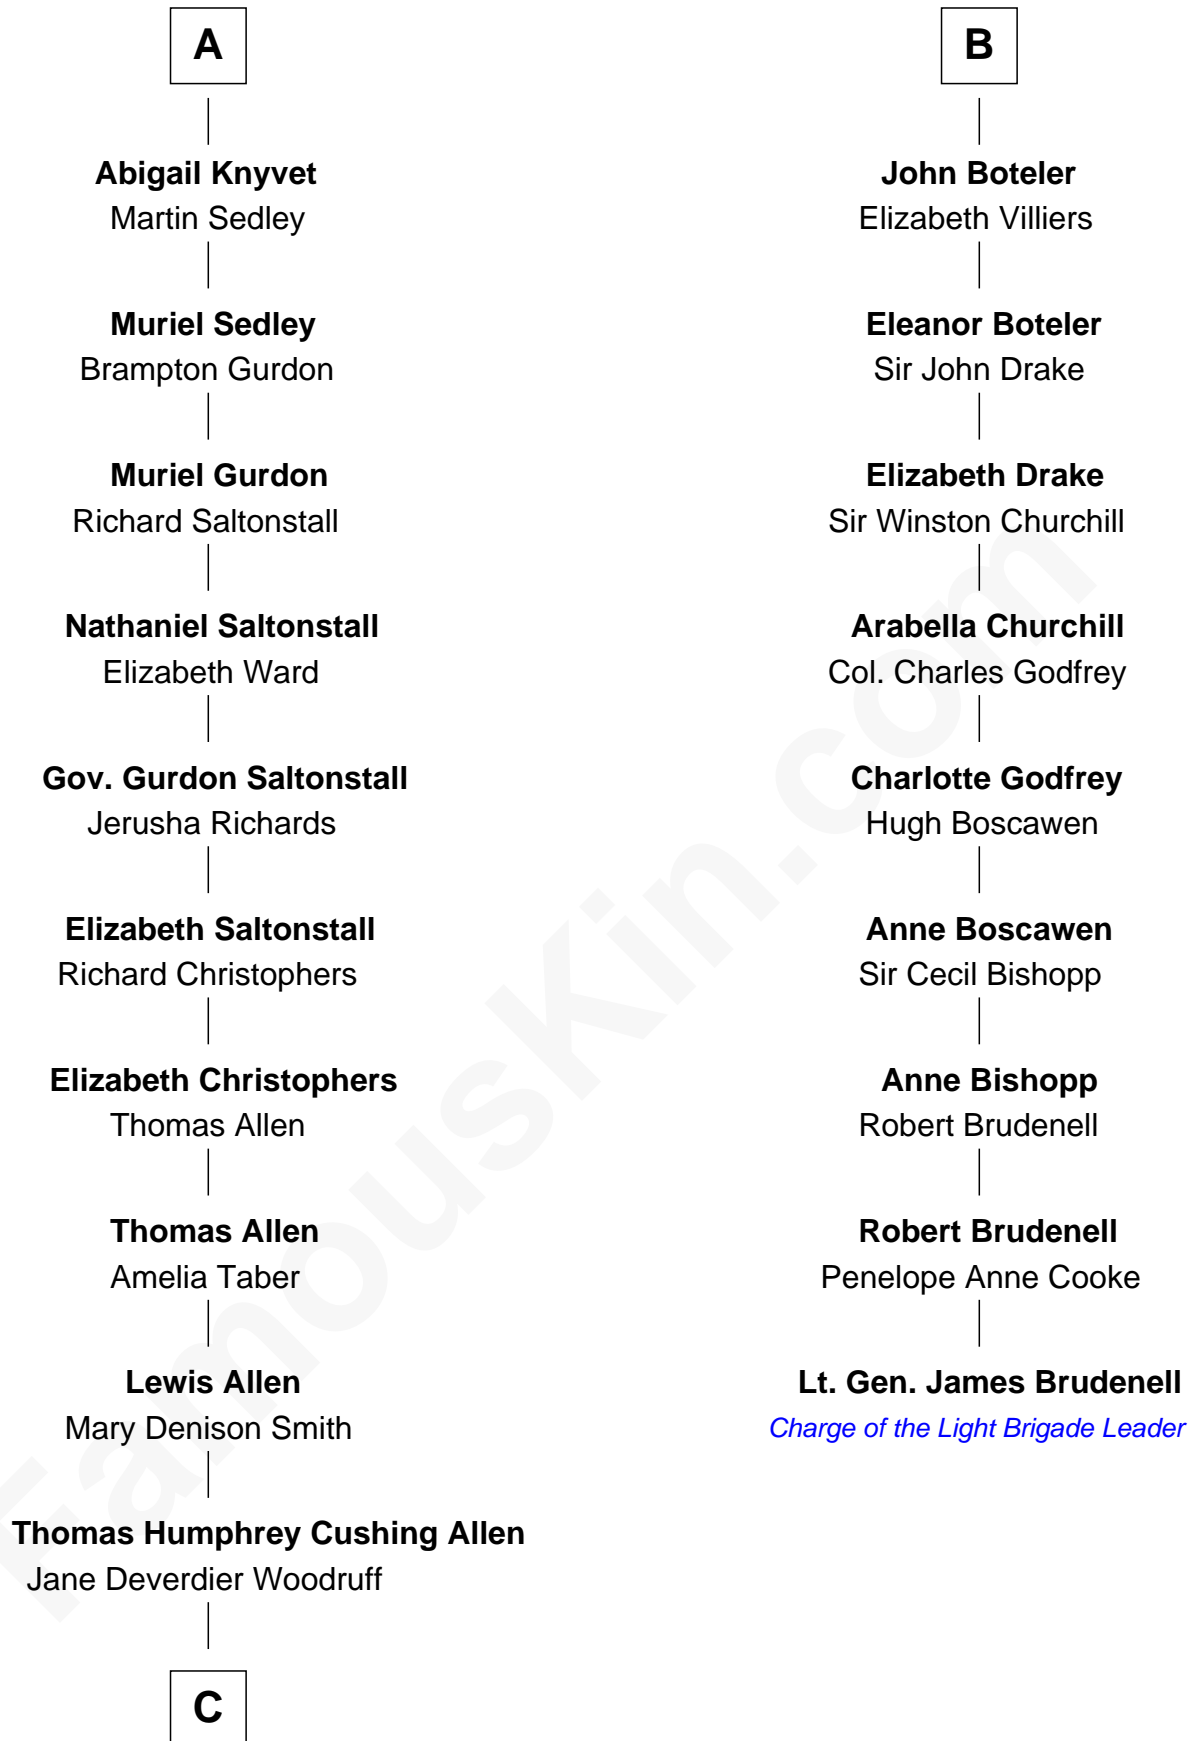 A
Abigail Knyvet
Martin Sedley
Muriel Sedley
Brampton Gurdon
Muriel Gurdon
Richard Saltonstall
Nathaniel Saltonstall
Elizabeth Ward
Gov. Gurdon Saltonstall
Jerusha Richards
Elizabeth Saltonstall
Richard Christophers
Elizabeth Christophers
Thomas Allen
Thomas Allen
Amelia Taber
Lewis Allen
Mary Denison Smith
Thomas Humphrey Cushing Allen
Jane Deverdier Woodruff
C
B
John Boteler
Elizabeth Villiers
Eleanor Boteler
Sir John Drake
Elizabeth Drake
Sir Winston Churchill
Arabella Churchill
Col. Charles Godfrey
Charlotte Godfrey
Hugh Boscawen
Anne Boscawen
Sir Cecil Bishopp
Anne Bishopp
Robert Brudenell
Robert Brudenell
Penelope Anne Cooke
Lt. Gen. James Brudenell
Charge of the Light Brigade Leader
FamousKin.com